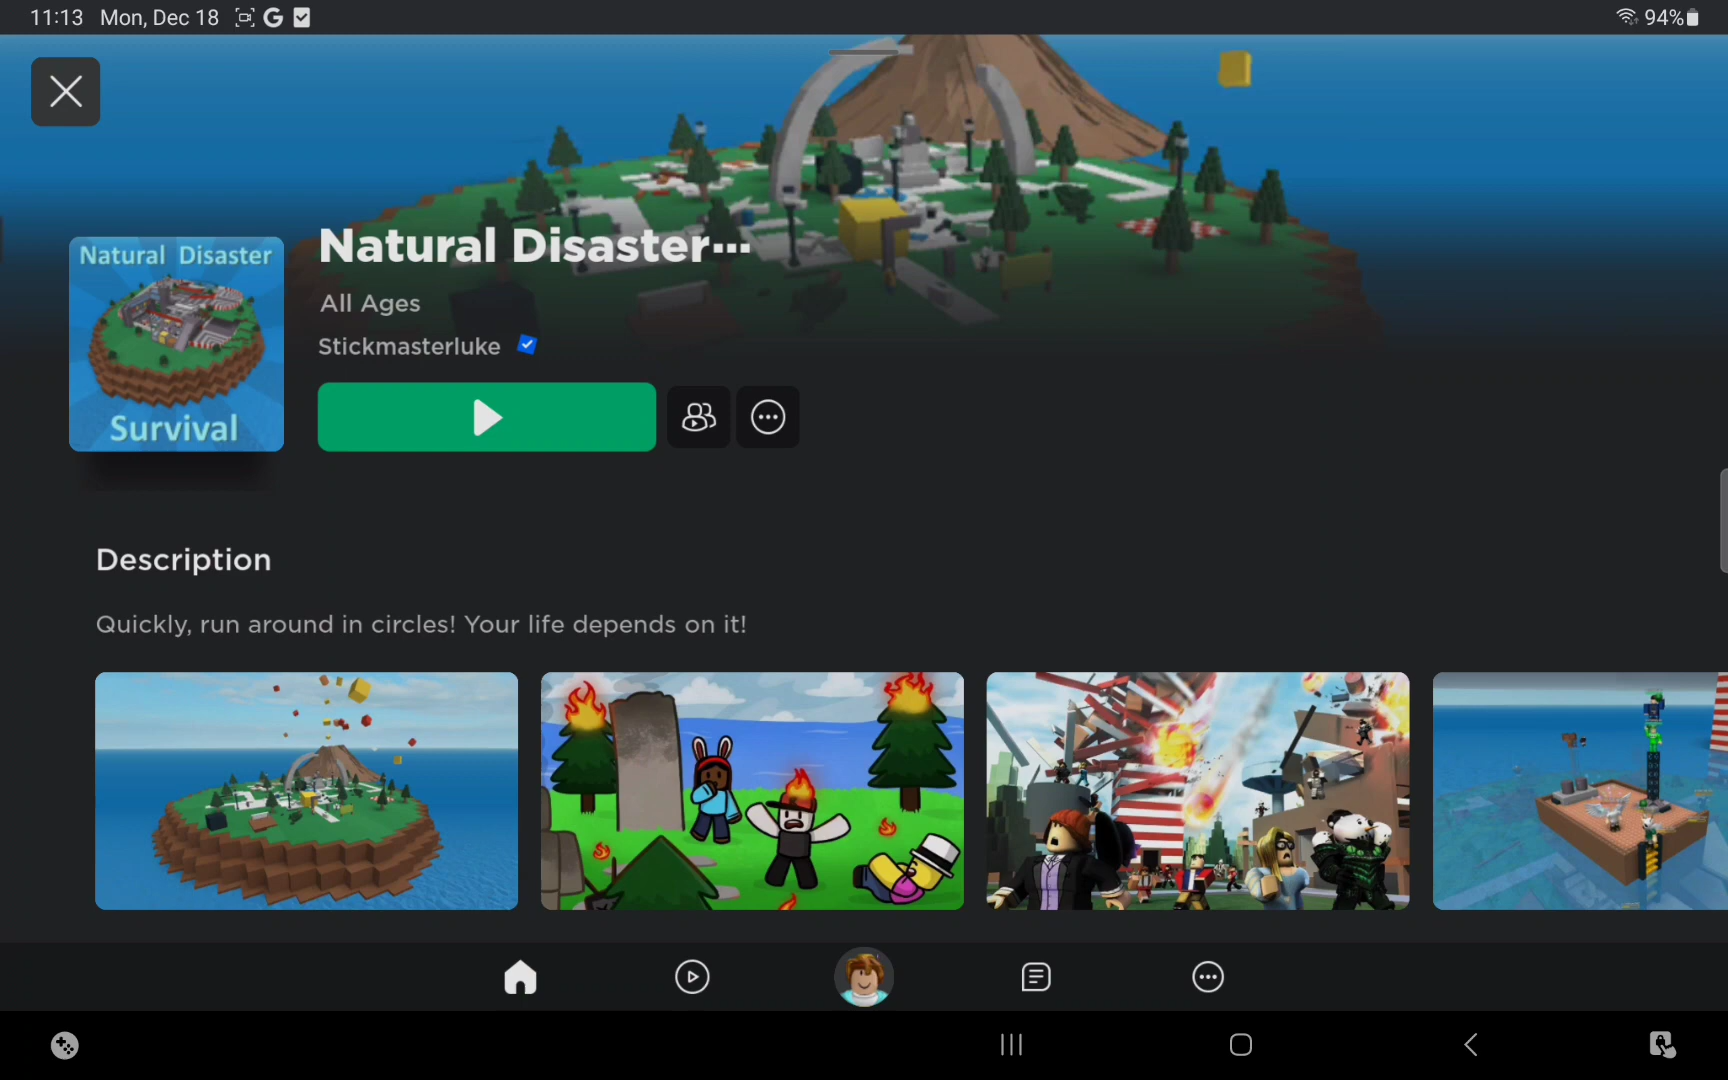 11:13 Mon, Dec 18
94%
Natural Disaster
Survival
Natural Disaster...
All Ages
Stickmasterluke
Description
Quickly, run around in circles! Your life depends on it!